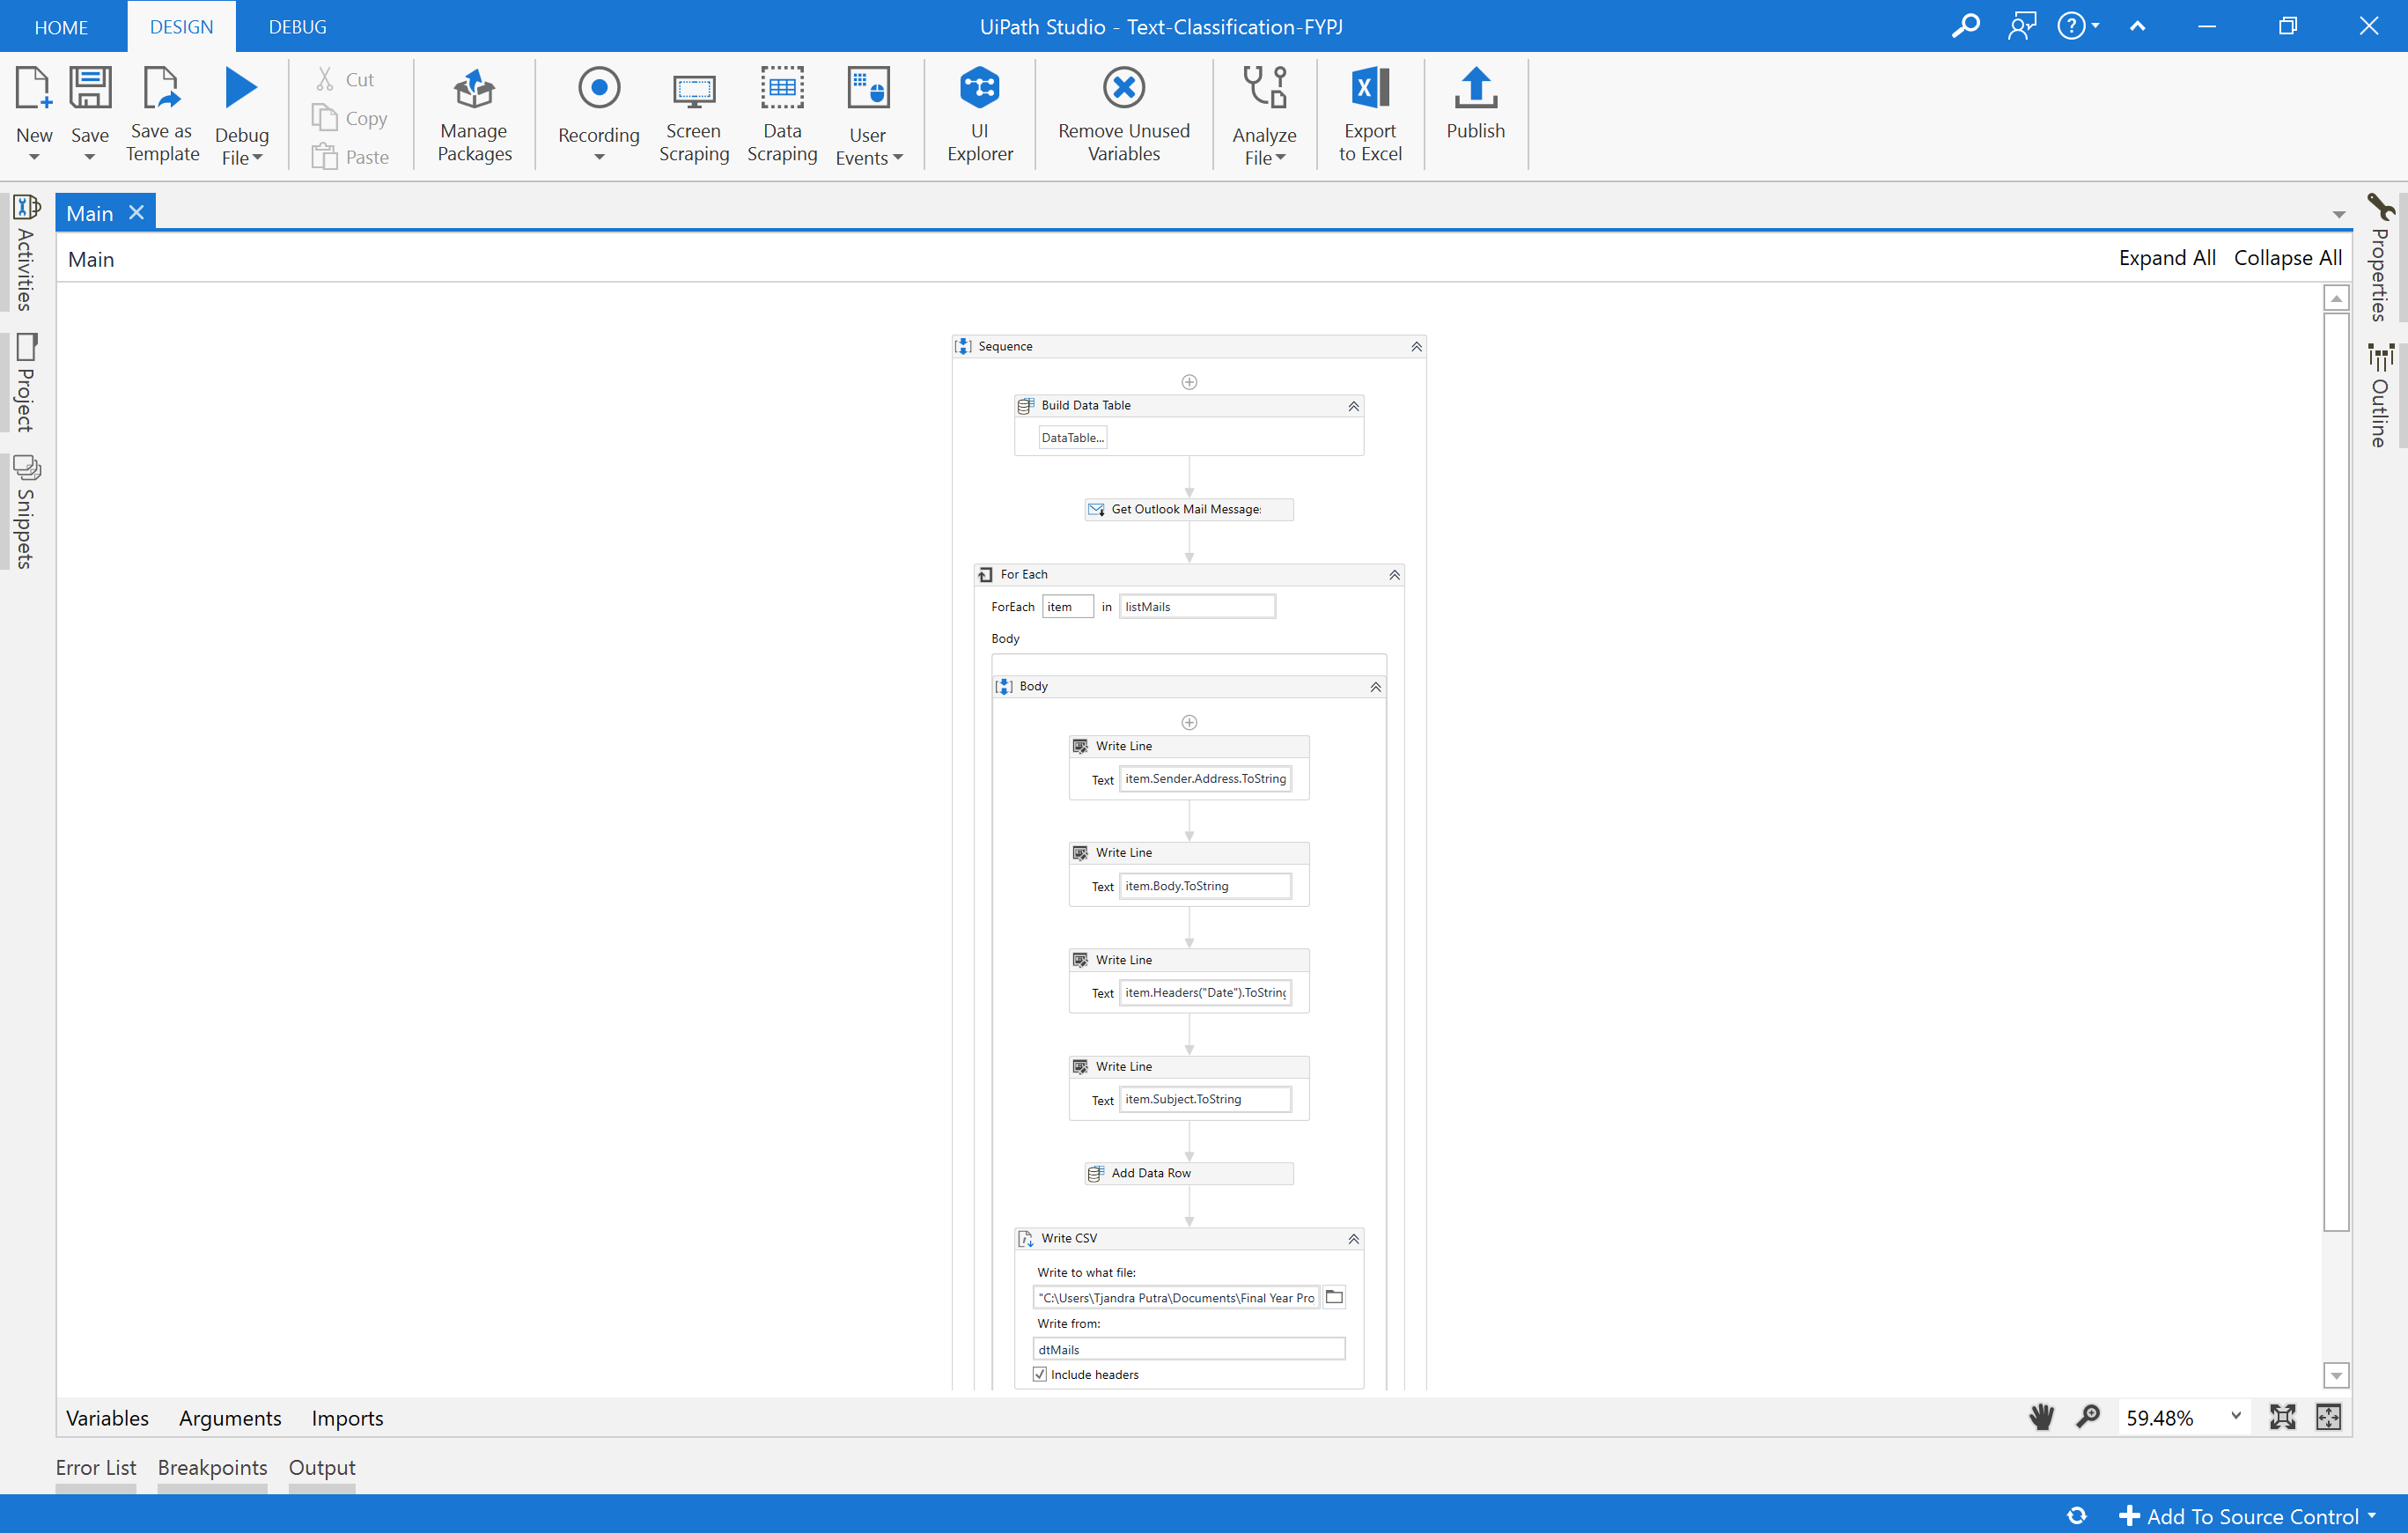 HOME DESIGN DEBUG UiPath Studio - Text-Classification-FYPJ
New Save Save as Template Debug File
Cut
Copy
Paste
Manage Packages
Recording Screen Scraping Data Scraping User Events
UI Explorer
Remove Unused Variables
Analyze File
Export to Excel
Publish
Activities
Project
Snippets
Main
Main Expand All Collapse All
Properties
Outline
Sequence
Build Data Table
DataTable...
Get Outlook Mail Message
For Each
ForEach item in listMails
Body
Body
Write Line
Text item.Sender.Address.ToString
Write Line
Text item.Body.ToString
Write Line
Text item.Headers("Date").ToString
Write Line
Text item.Subject.ToString
Add Data Row
Write CSV
Write to what file:
"C:\Users\Tjandra Putra\Documents\Final Year Pro
Write from:
dtMails
Include headers
Variables Arguments Imports 59.48%
Error List Breakpoints Output
Add To Source Control